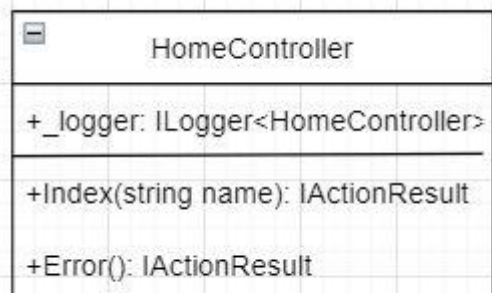 HomeController
+_logger: ILogger<HomeController>
+Index(string name): IActionResult
+Error(): IActionResult